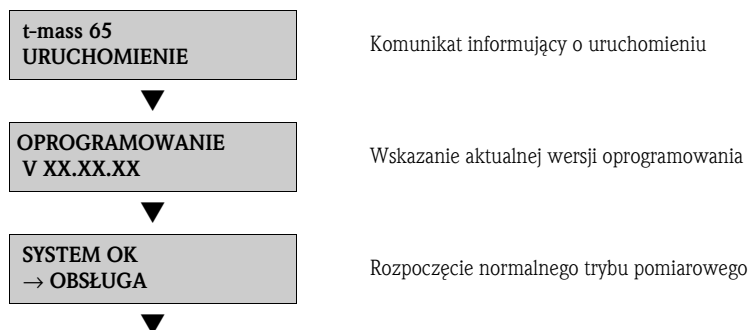 t-mass 65
URUCHOMIENIE
Komunikat informujący o uruchomieniu
OPROGRAMOWANIE
V XX.XX.XX
Wskazanie aktualnej wersji oprogramowania
SYSTEM OK
→ OBSŁUGA
Rozpoczęcie normalnego trybu pomiarowego